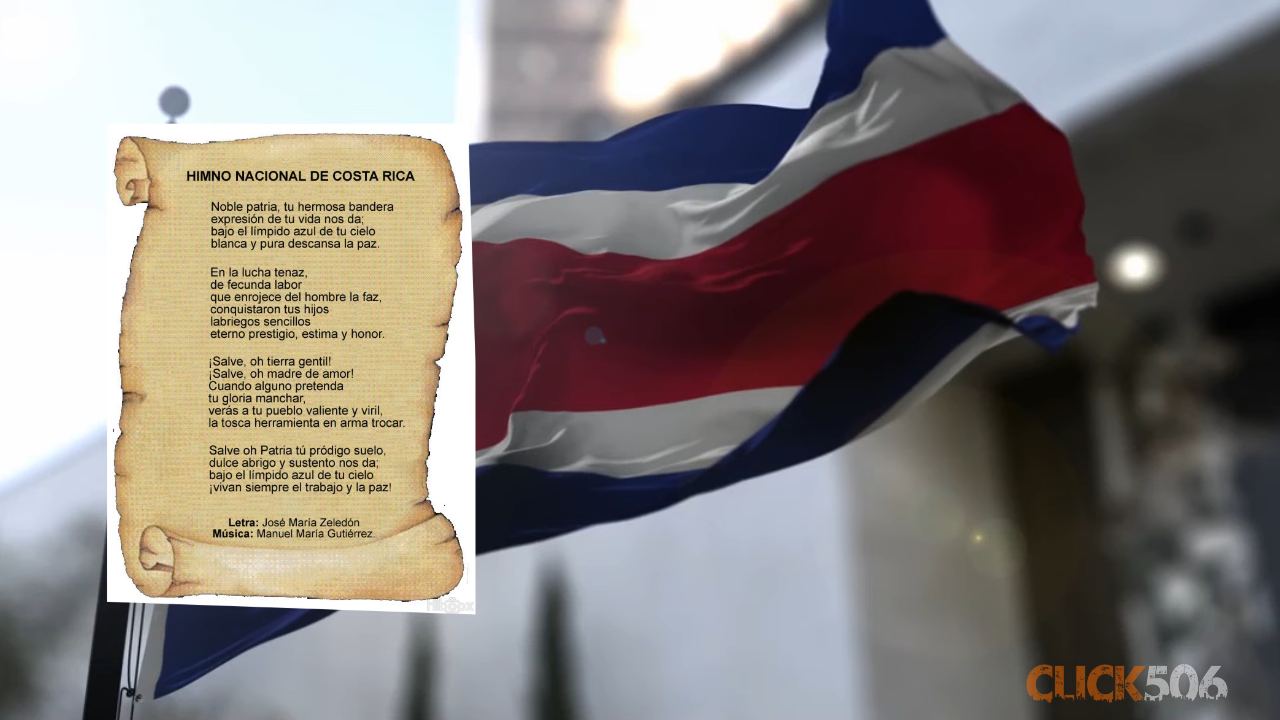 HIMNO NACIONAL DE COSTA RICA
Noble patria, tu hermosa bandera
expresión de tu vida nos da;
bajo el límpido azul de tu cielo
blanca y pura descansa la paz.
En la lucha tenaz,
de fecunda labor
que enrojece del hombre la faz,
conquistaron tus hijos
labriegos sencillos
eterno prestigio, estima y honor.
¡Salve, oh tierra gentil!
¡Salve, oh madre de amor!
Cuando alguno pretenda
tu gloria manchar,
verás a tu pueblo valiente y viril,
la tosca herramienta en arma trocar.
Salve oh Patria tú pródigo suelo,
dulce abrigo y sustento nos da;
bajo el límpido azul de tu cielo
¡vivan siempre el trabajo y la paz!
Letra: José María Zeledón
Música: Manuel María Gutiérrez.
CLICK506